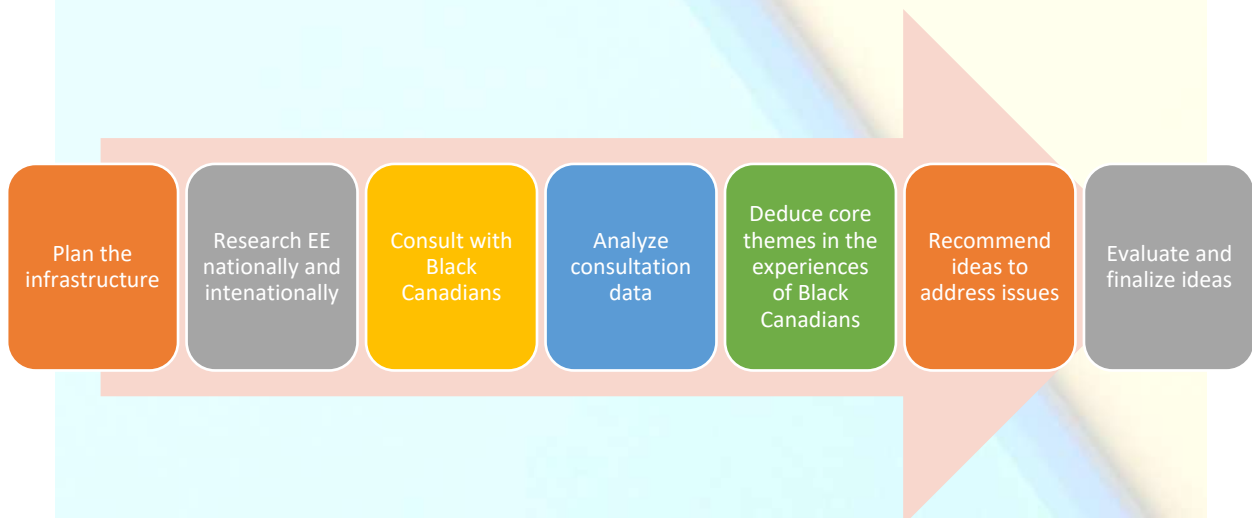 Plan the
infrastructure
Research EE
nationally and
intenationally
Consult with
Black
Canadians
Analyze
consultation
data
Deduce core
themes in the
experiences
of Black
Canadians
Recommend
ideas to
address issues
Evaluate and
finalize ideas